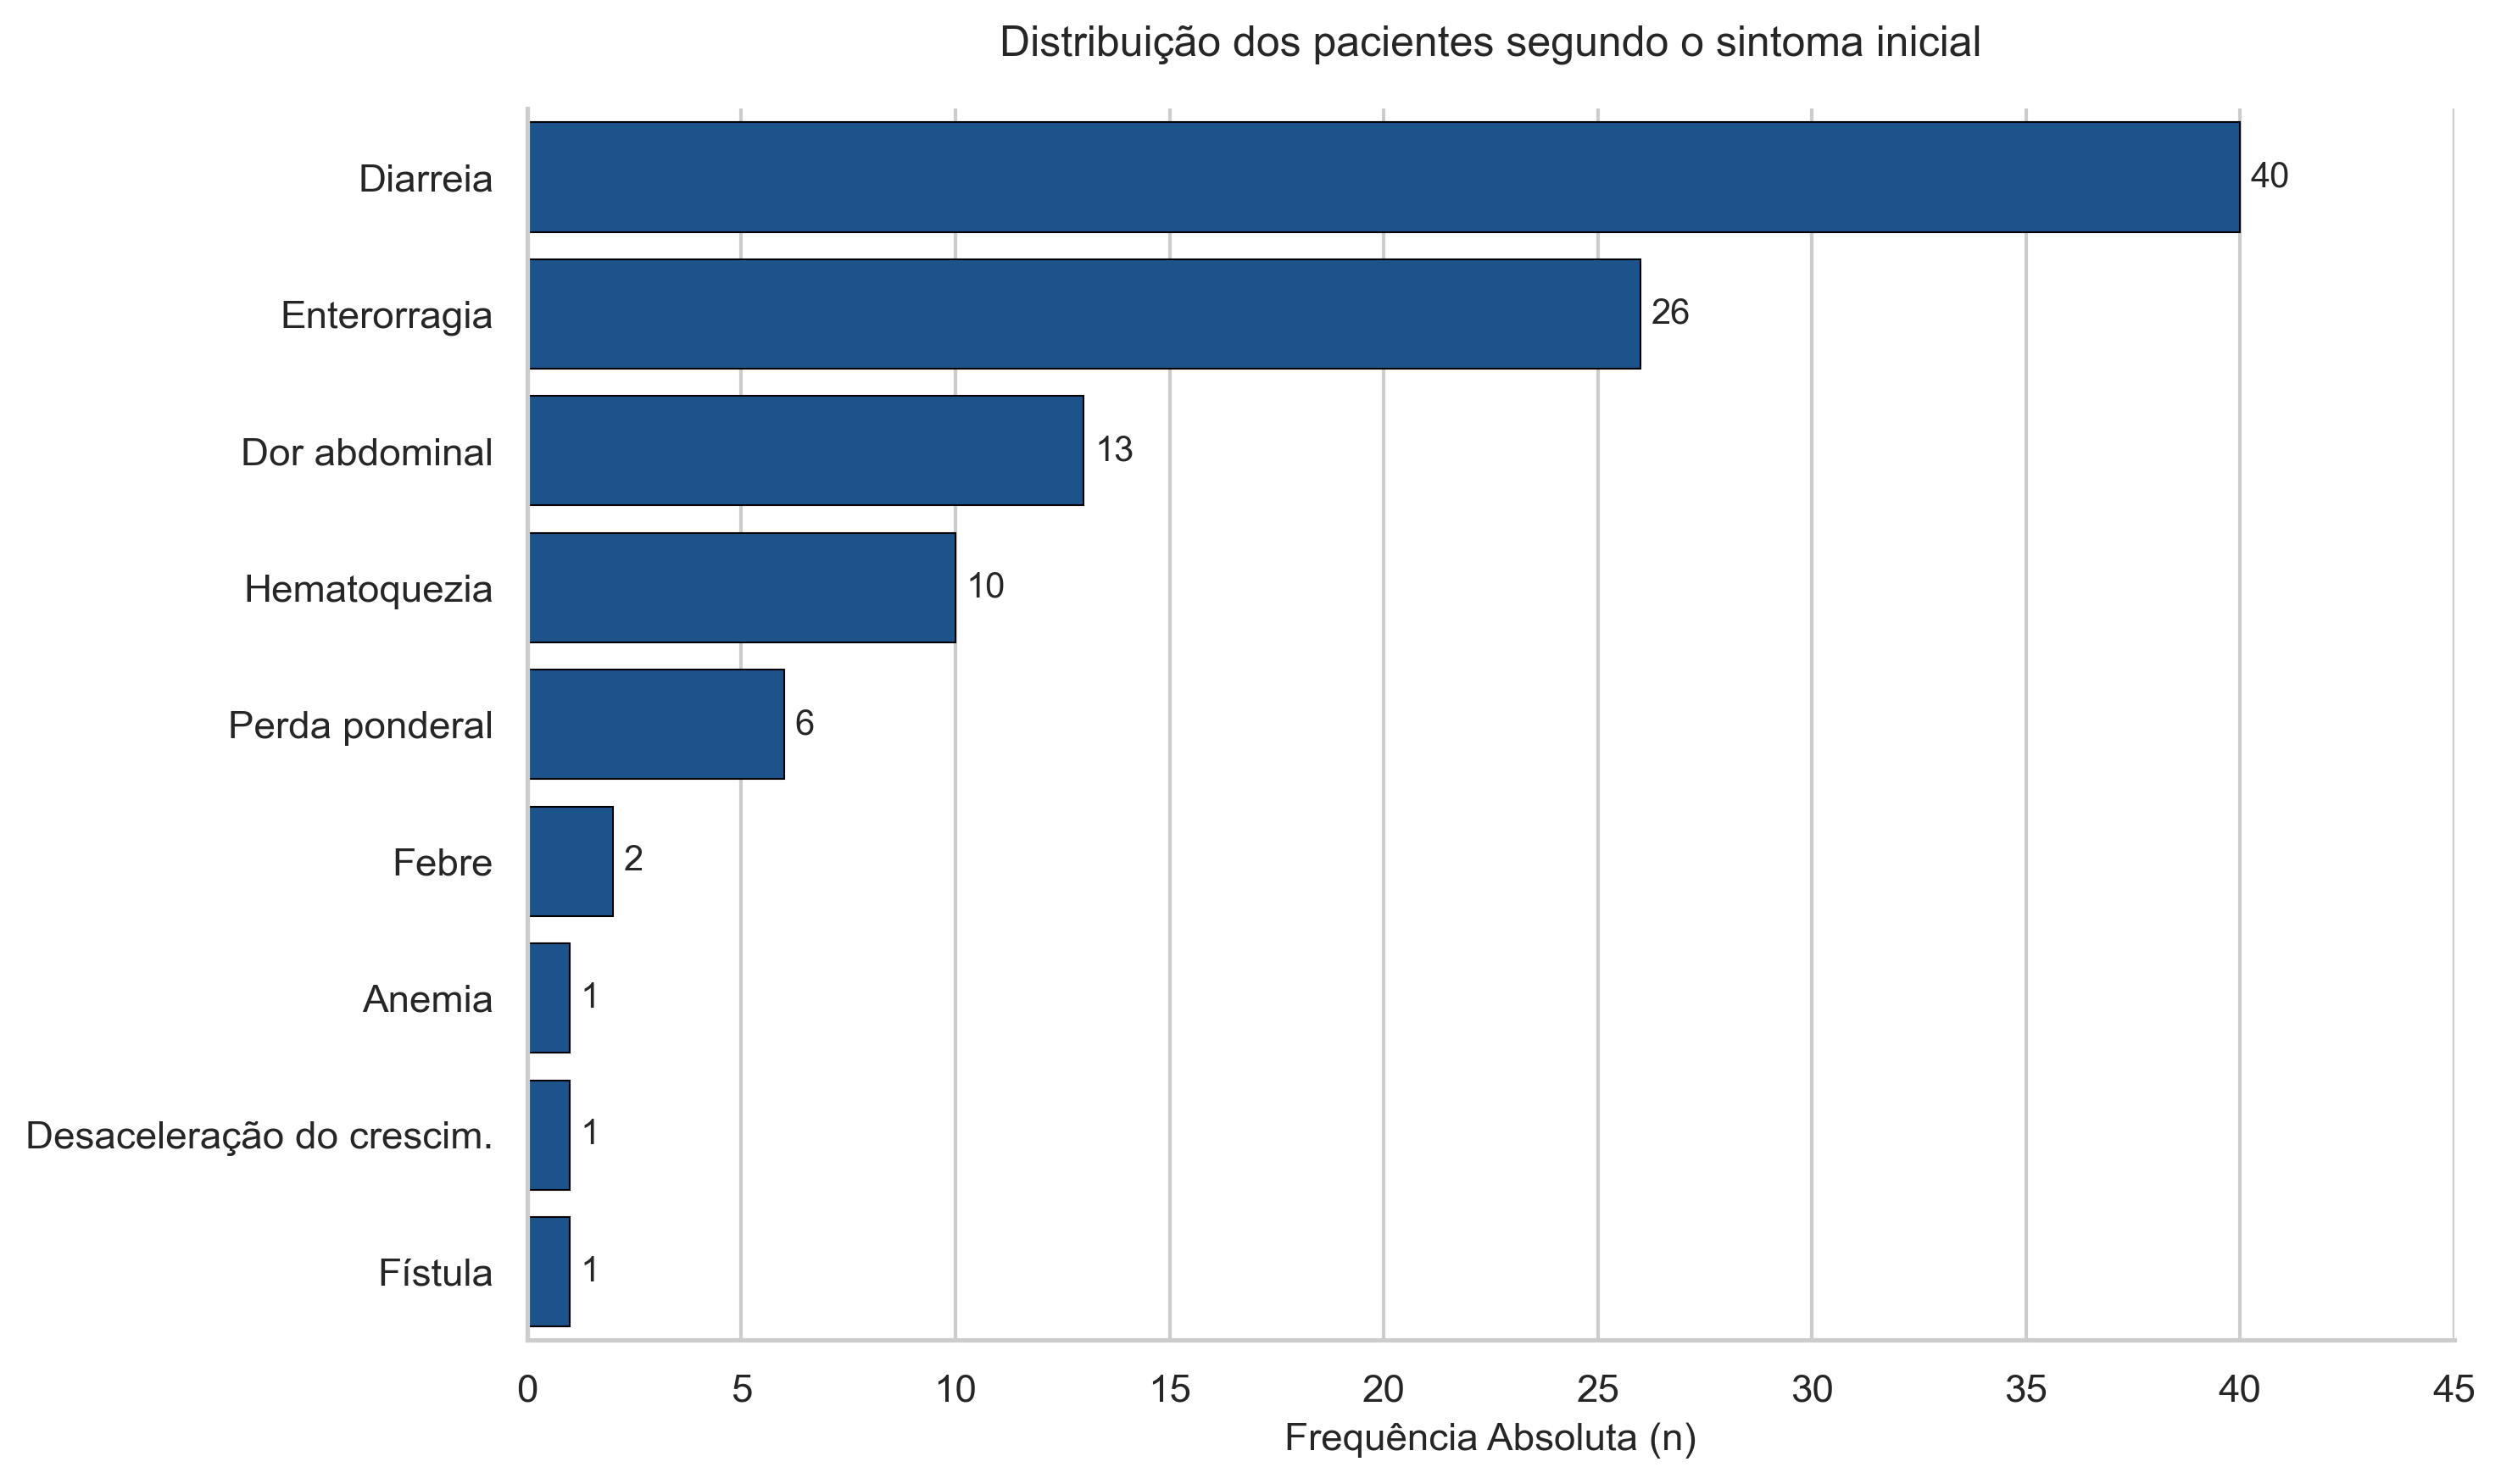 Distribuição dos pacientes segundo o sintoma inicial
Diarreia
40
Enterorragia
26
Dor abdominal
13
Hematoquezia
10
Perda ponderal
6
Febre
2
Anemia
1
Desaceleração do crescim.
1
Fístula
1
0 5 10 15 20 25 30 35 40 45
Frequência Absoluta (n)